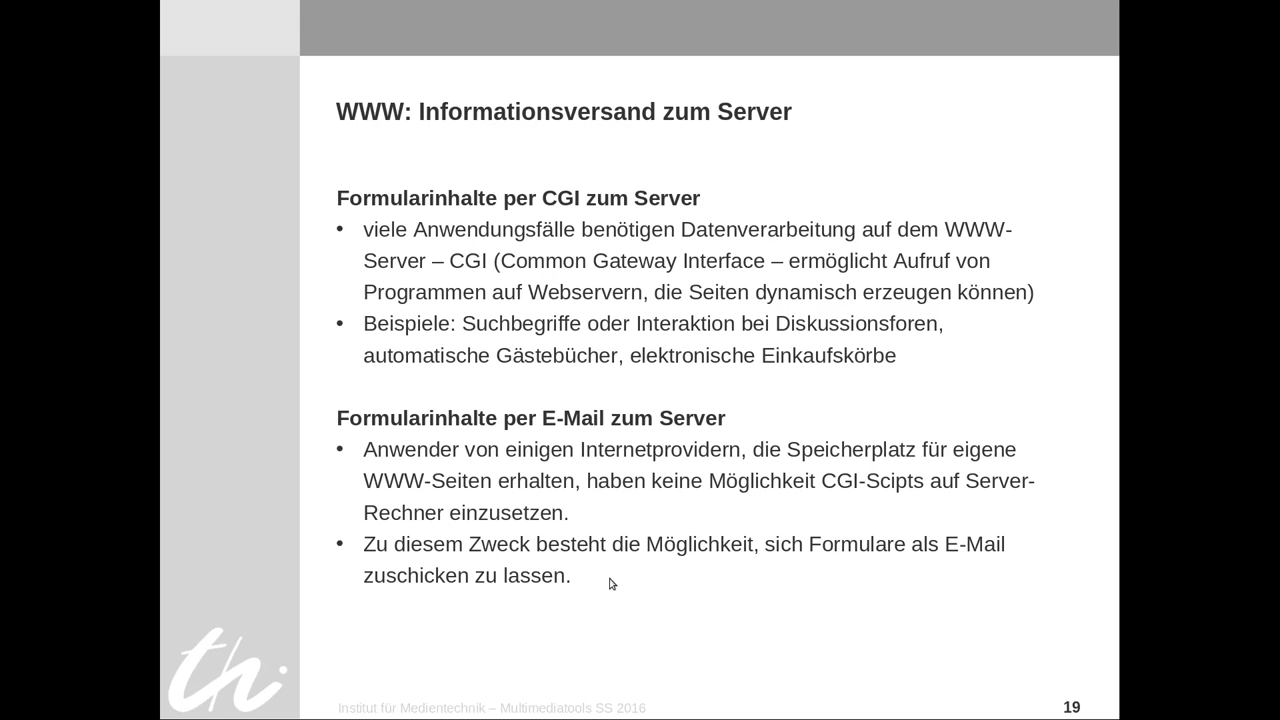 WWW: Informationsversand zum Server
Formularinhalte per CGI zum Server
• viele Anwendungsfälle benötigen Datenverarbeitung auf dem WWW-
Server – CGI (Common Gateway Interface – ermöglicht Aufruf von
Programmen auf Webservern, die Seiten dynamisch erzeugen können)
• Beispiele: Suchbegriffe oder Interaktion bei Diskussionsforen,
automatische Gästebücher, elektronische Einkaufskörbe
Formularinhalte per E-Mail zum Server
• Anwender von einigen Internetprovidern, die Speicherplatz für eigene
WWW-Seiten erhalten, haben keine Möglichkeit CGI-Scipts auf Server-
Rechner einzusetzen.
• Zu diesem Zweck besteht die Möglichkeit, sich Formulare als E-Mail
zuschicken zu lassen.
th
Institut für Medientechnik – Multimediatools SS 2016
19